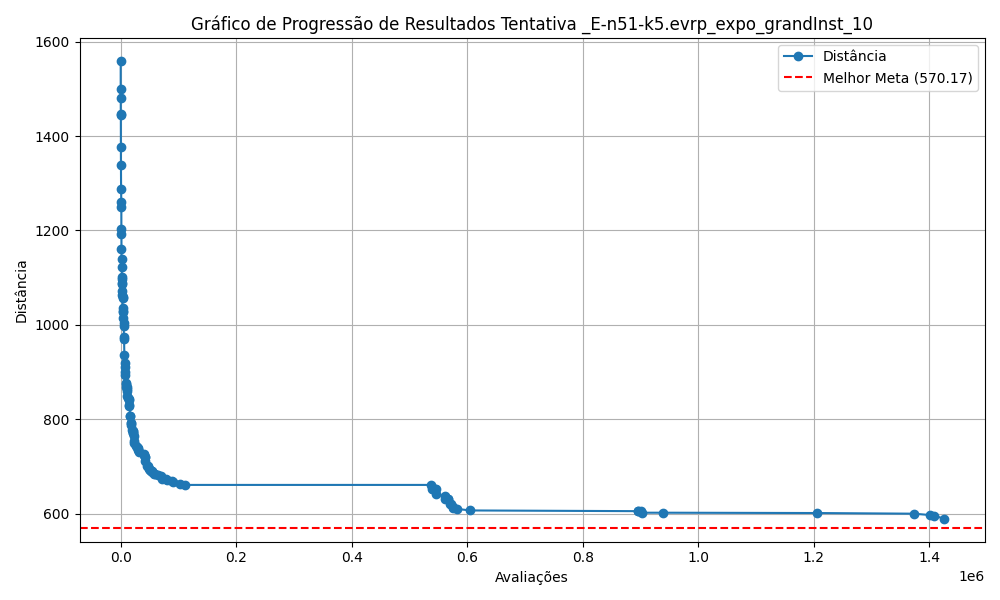 Gráfico de Progressão de Resultados Tentativa _E-n51-k5.evrp_expo_grandInst_10
Distância
Melhor Meta (570.17)
Distância
1600
1400
1200
1000
800
600
0.0 0.2 0.4 0.6 0.8 1.0 1.2 1.4
1e6
Avaliações